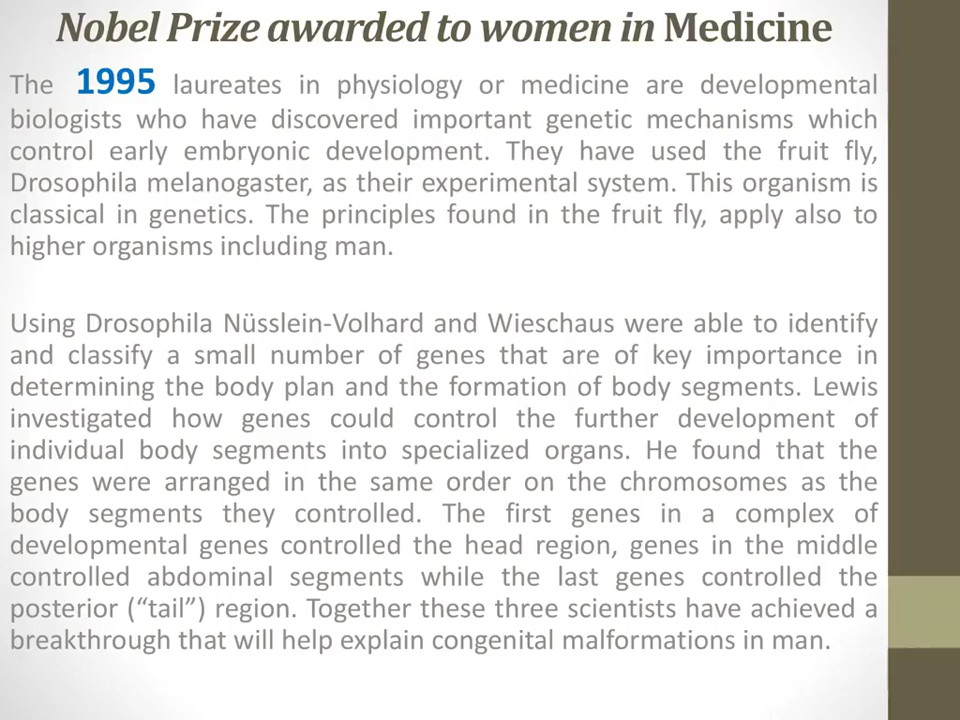 Nobel Prize awarded to women in Medicine
The 1995 laureates in physiology or medicine are developmental
biologists who have discovered important genetic mechanisms which
control early embryonic development. They have used the fruit fly,
Drosophila melanogaster, as their experimental system. This organism is
classical in genetics. The principles found in the fruit fly, apply also to
higher organisms including man.
Using Drosophila Nüsslein-Volhard and Wieschaus were able to identify
and classify a small number of genes that are of key importance in
determining the body plan and the formation of body segments. Lewis
investigated how genes could control the further development of
individual body segments into specialized organs. He found that the
genes were arranged in the same order on the chromosomes as the
body segments they controlled. The first genes in a complex of
developmental genes controlled the head region, genes in the middle
controlled abdominal segments while the last genes controlled the
posterior (“tail”) region. Together these three scientists have achieved a
breakthrough that will help explain congenital malformations in man.